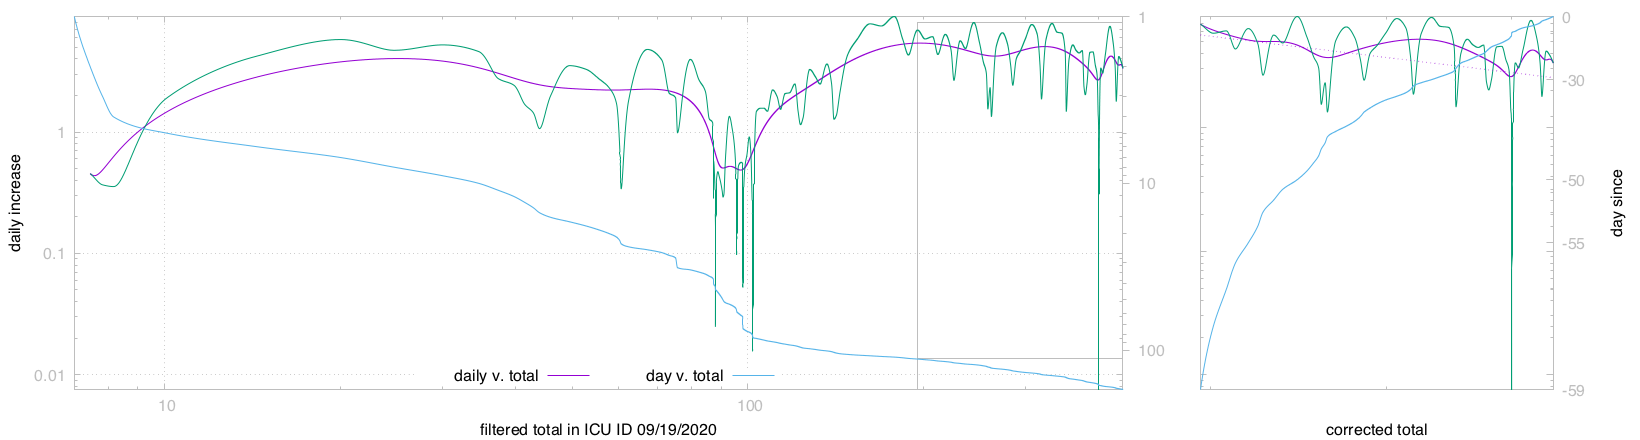 1
0
1
-30
daily increase
10
-50
day since
0.1
-55
100
0.01
daily v. total
day v. total
-59
10
100
filtered total in ICU ID 09/19/2020
corrected total